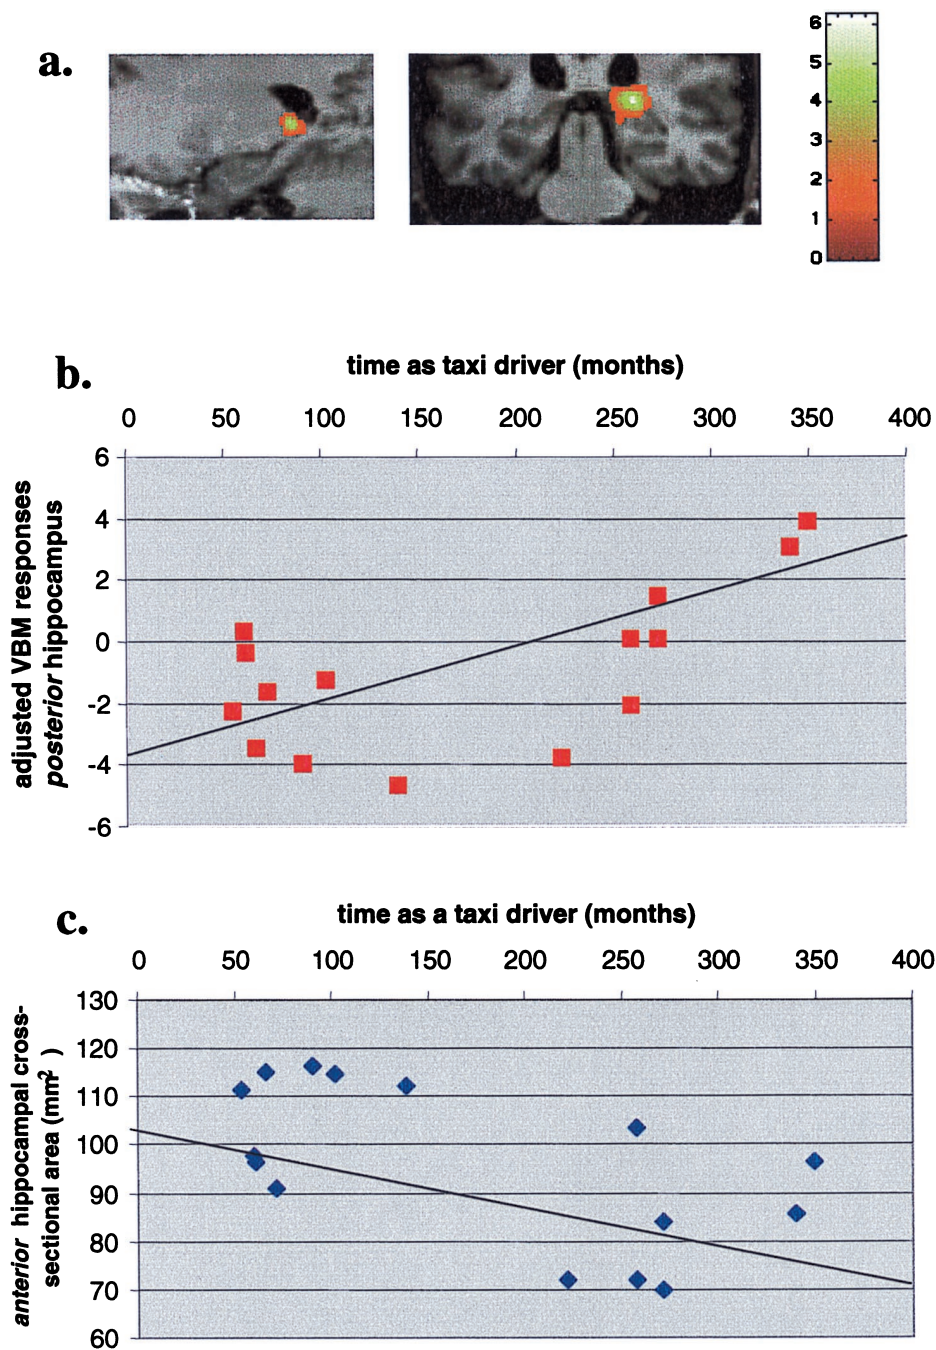 a.
6
5
4
3
2
1
0
b.
time as taxi driver (months)
0 50 100 150 200 250 300 350 400
adjusted VBM responses
posterior hippocampus
6
4
2
0
-2
-4
-6
c.
time as a taxi driver (months)
0 50 100 150 200 250 300 350 400
anterior hippocampal cross-
sectional area (mm² )
130
120
110
100
90
80
70
60